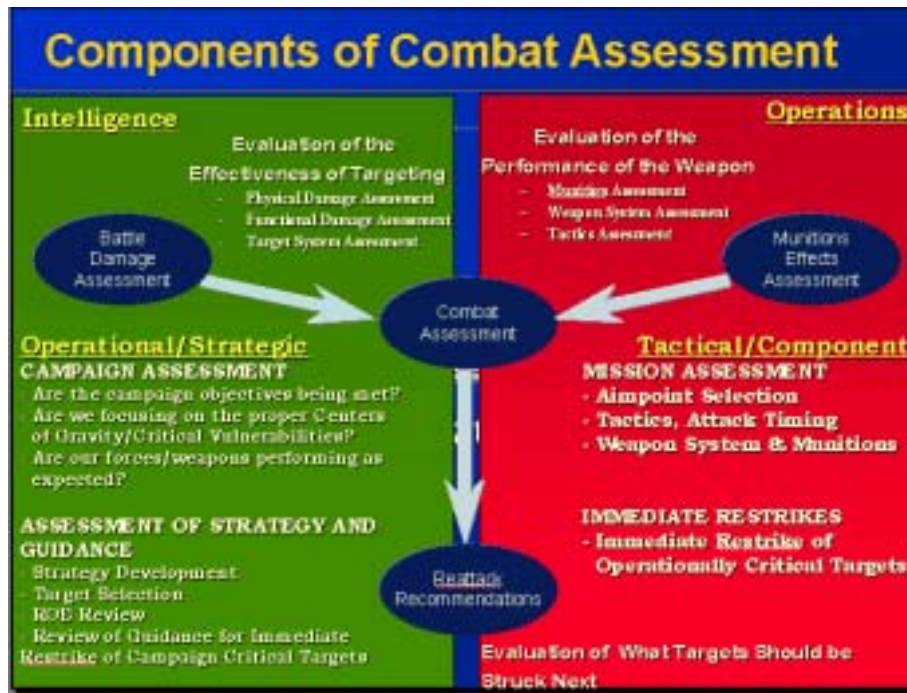 Components of Combat Assessment
Intelligence
Evaluation of the
Effectiveness of Targeting
- Physical Damage Assessment
- Functional Damage Assessment
- Target System Assessment
Battle
Damage
Assessment
Operations
Evaluation of the
Performance of the Weapon
- Munitions Assessment
- Weapon System Assessment
- Tactics Assessment
Munitions
Effects
Assessment
Combat
Assessment
Operational/Strategic
CAMPAIGN ASSESSMENT
- Are the campaign objectives being met?
- Are we focusing on the proper Centers
of Gravity/Critical Vulnerabilities?
- Are our forces/weapons performing as
expected?
ASSESSMENT OF STRATEGY AND
GUIDANCE
- Strategy Development
- Target Selection
- ROE Review
- Review of Guidance for Immediate
Restrike of Campaign Critical Targets
Tactical/Component
MISSION ASSESSMENT
- Aimpoint Selection
- Tactics, Attack Timing
- Weapon System & Munitions
IMMEDIATE RESTRIKES
- Immediate Restrike of
Operationally Critical Targets
Reattack
Recommendations
Evaluation of What Targets Should be
Struck Next